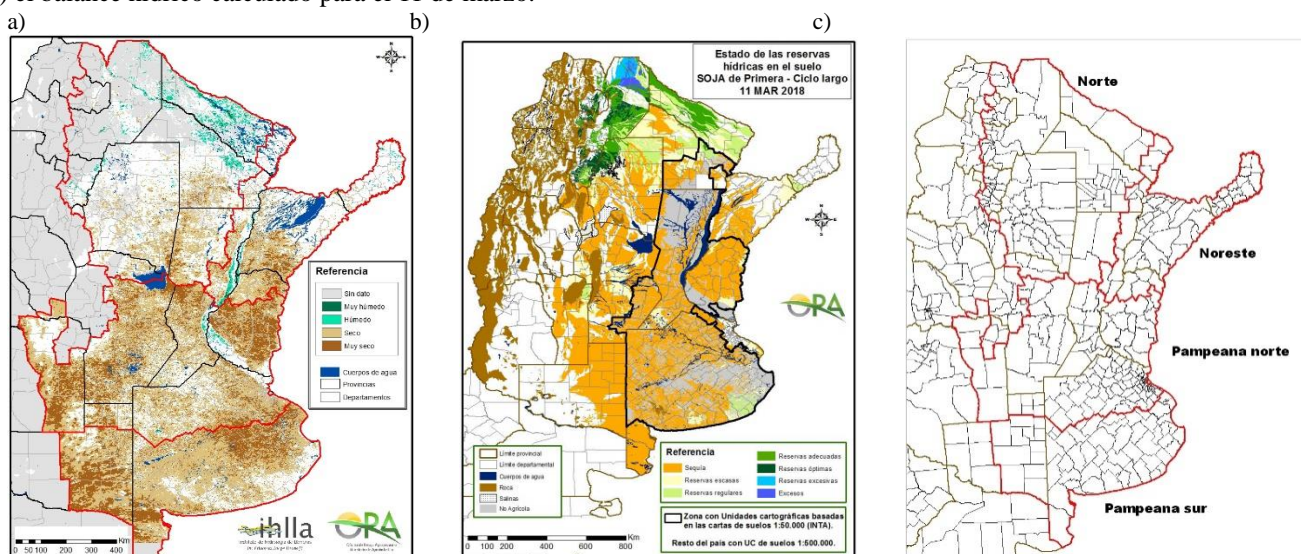 el balance hídrico calculado para el 11 de marzo.
a)
b)
c)
Referencia
Sin dato
Muy húmedo
Húmedo
Seco
Muy seco
Cuerpos de agua
Provincias
Departamentos
0 50 100 200 300 400
Km
ihlla
ORA
Estado de las reservas
hídricas en el suelo
SOJA de Primera - Ciclo largo
11 MAR 2018
ORA
Límite provincial
Límite departamental
Cuerpos de agua
Roca
Salinas
No Agrícola
Referencia
Sequía
Reservas escasas
Reservas regulares
Reservas adecuadas
Reservas óptimas
Reservas excesivas
Excesos
Zona con Unidades cartográficas basadas
en las cartas de suelos 1:50.000 (INTA).
Resto del país con UC de suelos 1:500.000.
0 100 200 400 600 800
Km
Norte
Noreste
Pampeana norte
Pampeana sur